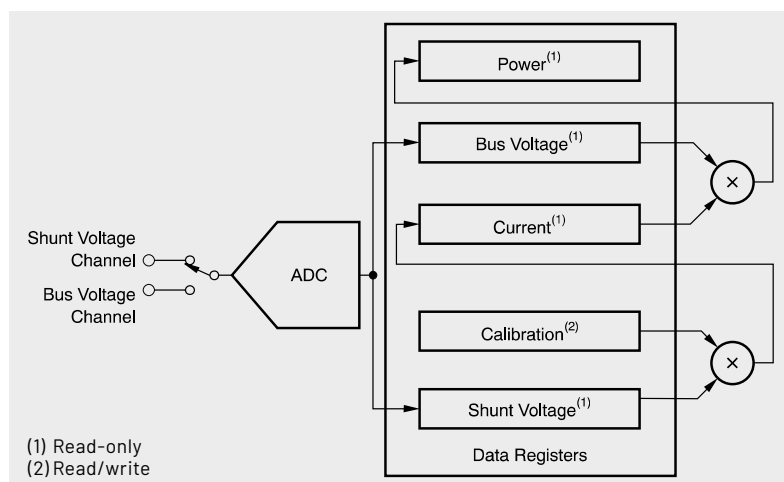 Power(1)
Bus Voltage(1)
Current(1)
Shunt Voltage
Channel
Bus Voltage
Channel
ADC
Calibration(2)
Shunt Voltage(1)
Data Registers
×
×
(1) Read-only
(2) Read/write